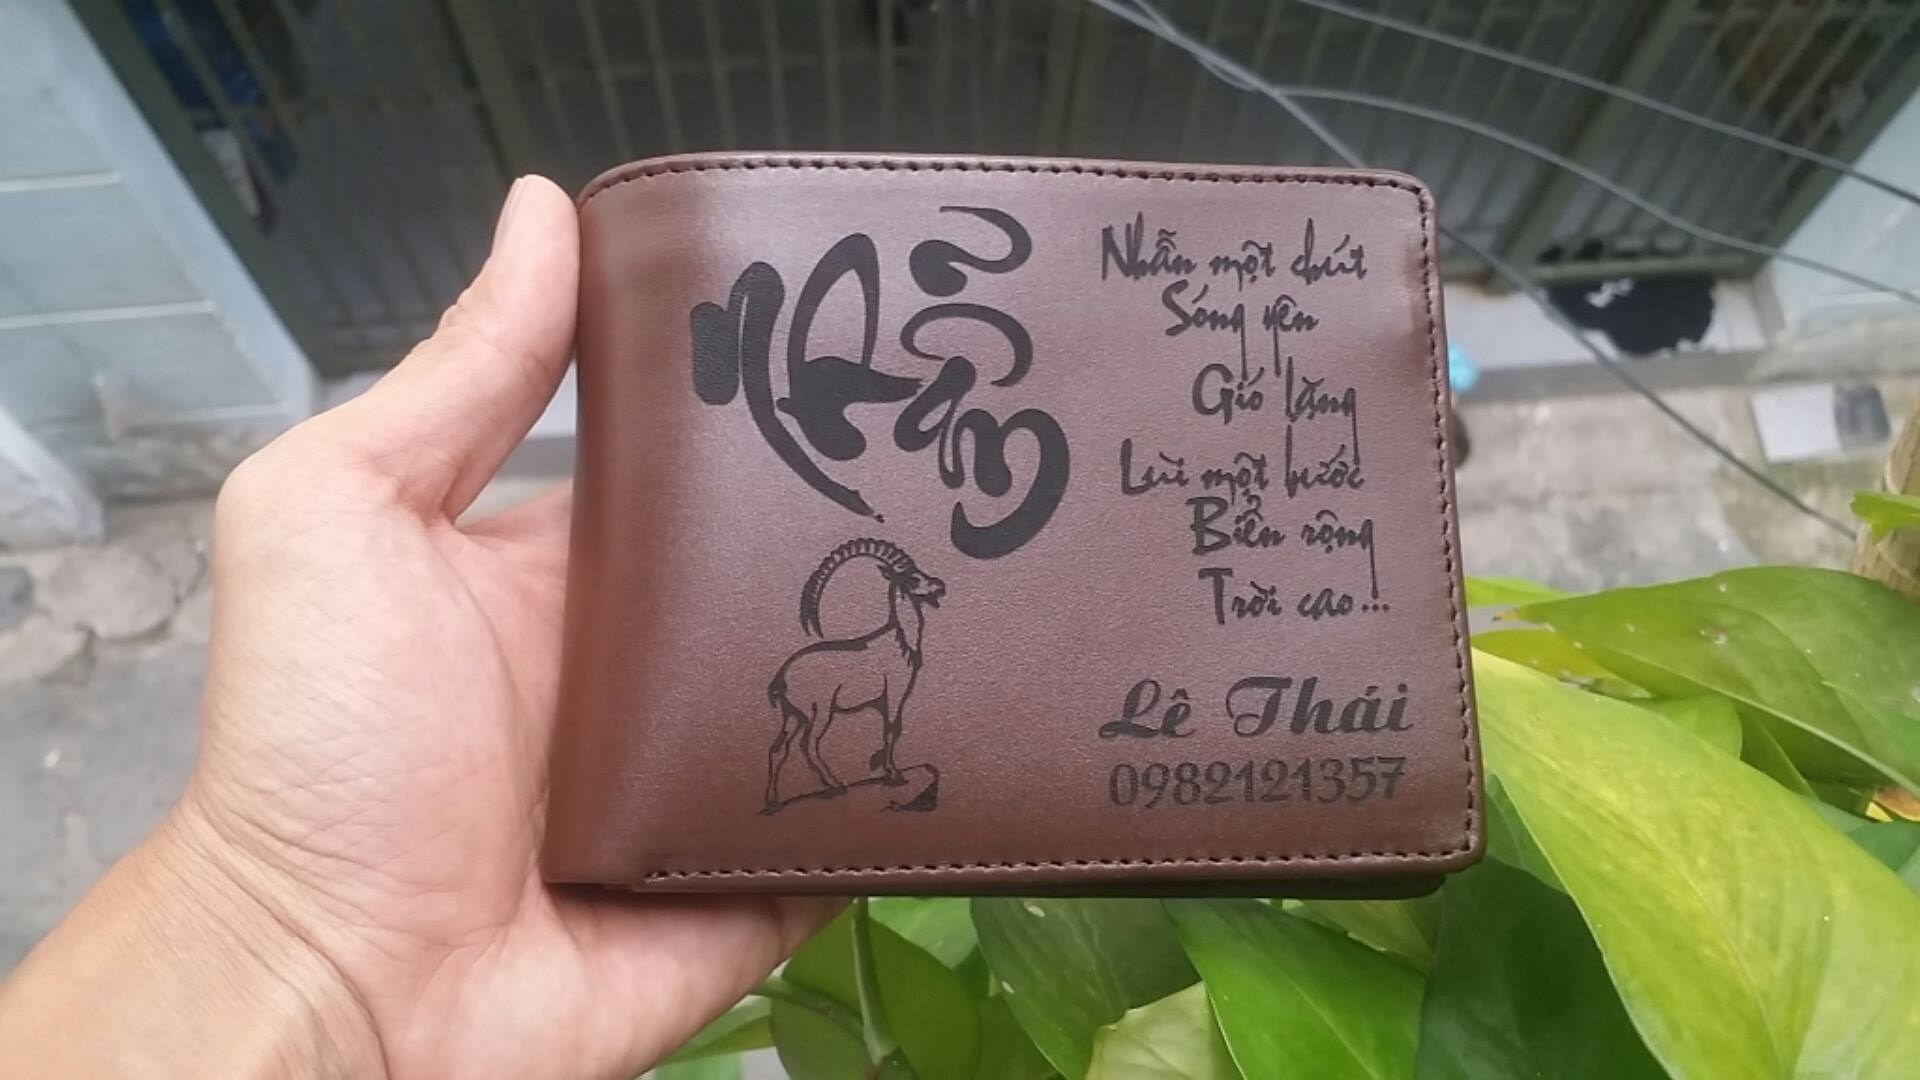 Nhẫn
Nhẫn một chút
Sóng yên
Gió lặng
Lùi một bước
Biển rộng
Trời cao...
Lê Thái
0982121357